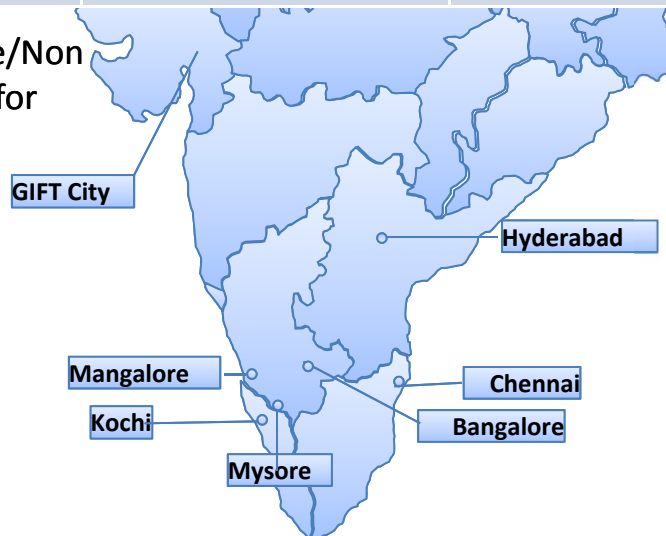 e/Non
for
GIFT City
Hyderabad
Mangalore
Chennai
Kochi
Bangalore
Mysore